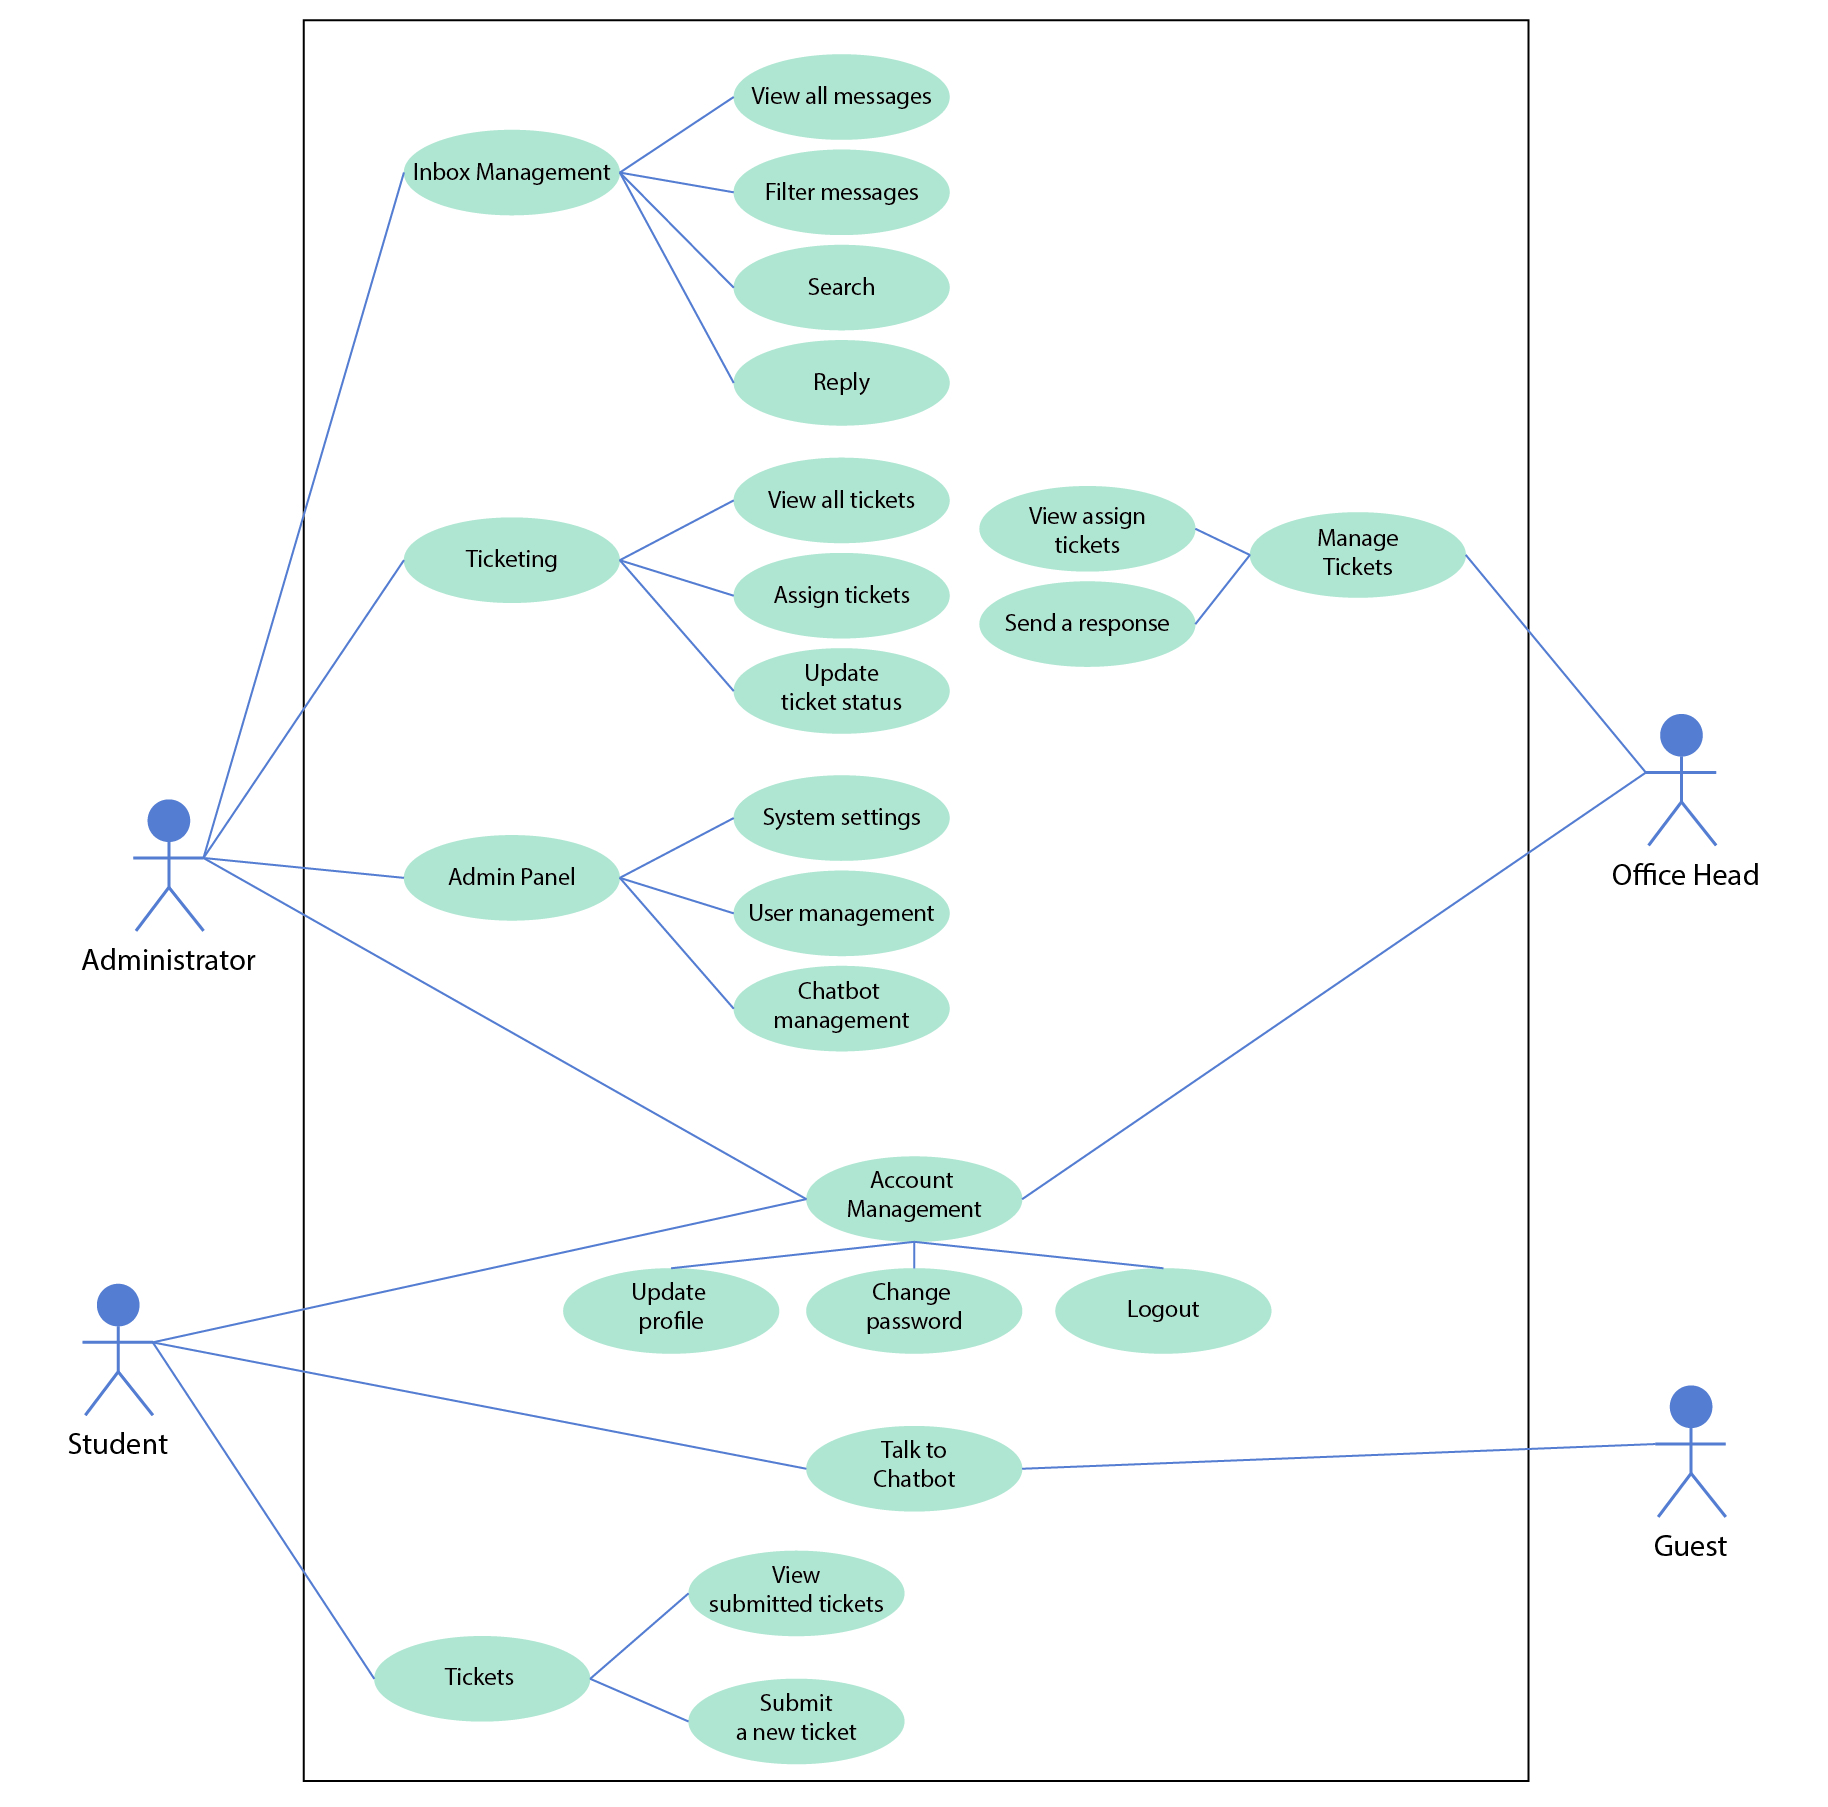 View all messages
Inbox Management
Filter messages
Search
Reply
View all tickets
Ticketing
Assign tickets
Update
ticket status
View assign
tickets
Send a response
Manage
Tickets
System settings
Admin Panel
User management
Chatbot
management
Administrator
Office Head
Account
Management
Update
profile
Change
password
Logout
Student
Talk to
Chatbot
Guest
View
submitted tickets
Tickets
Submit
a new ticket